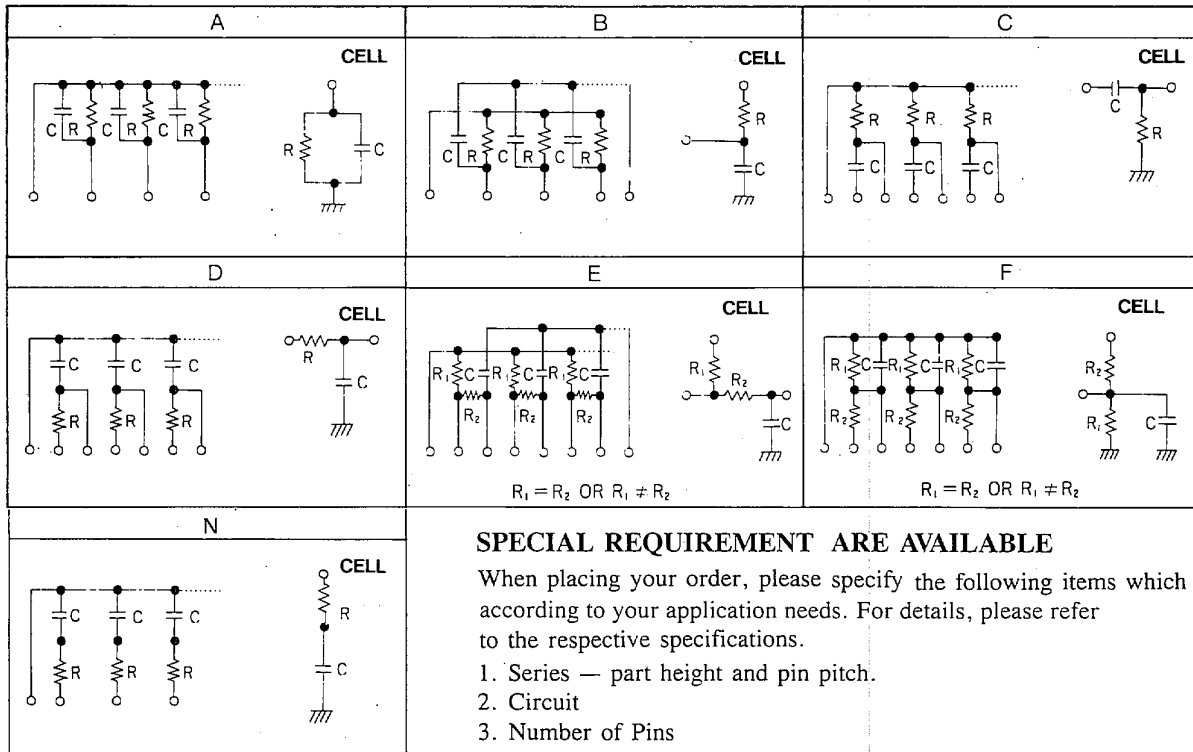 A
B
C
CELL
C R C R C R
R C
CELL
C R C R C R
R
C
CELL
R R R
C C C
C
R
D
E
F
CELL
C C C
R R R
R
C
CELL
R₁ C R₁ C R₁ C
R₂ R₂ R₂
R₁
R₂
C
R₁ = R₂ OR R₁ ≠ R₂
CELL
R₁ C R₁ C R₁ C
R₂ R₂ R₂
R₂
R₁ C
R₁ = R₂ OR R₁ ≠ R₂
N
CELL
C C C
R R R
R
C
SPECIAL REQUIREMENT ARE AVAILABLE
When placing your order, please specify the following items which
according to your application needs. For details, please refer
to the respective specifications.
1. Series — part height and pin pitch.
2. Circuit
3. Number of Pins